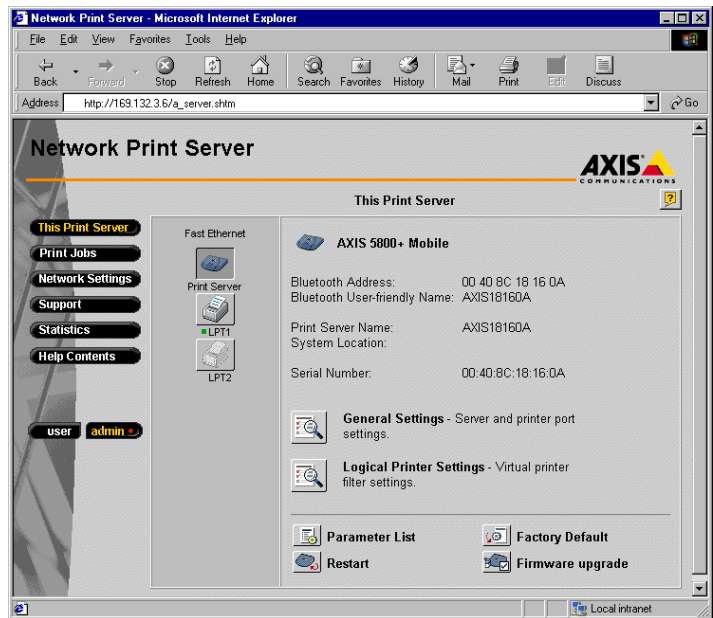 Network Print Server - Microsoft Internet Explorer
File Edit View Favorites Tools Help
Back Forward Stop Refresh Home Search Favorites History Mail Print Edit Discuss
Address http://169.132.3.6/a_server.shtm Go
Network Print Server
AXIS
COMMUNICATIONS
This Print Server
This Print Server
Print Jobs
Network Settings
Support
Statistics
Help Contents
user admin
Fast Ethernet
Print Server
LPT1
LPT2
AXIS 5800+ Mobile
Bluetooth Address: 00 40 8C 18 16 0A
Bluetooth User-friendly Name: AXIS18160A
Print Server Name: AXIS18160A
System Location:
Serial Number: 00:40:8C:18:16:0A
General Settings - Server and printer port
settings.
Logical Printer Settings - Virtual printer
filter settings.
Parameter List Factory Default
Restart Firmware upgrade
Local intranet